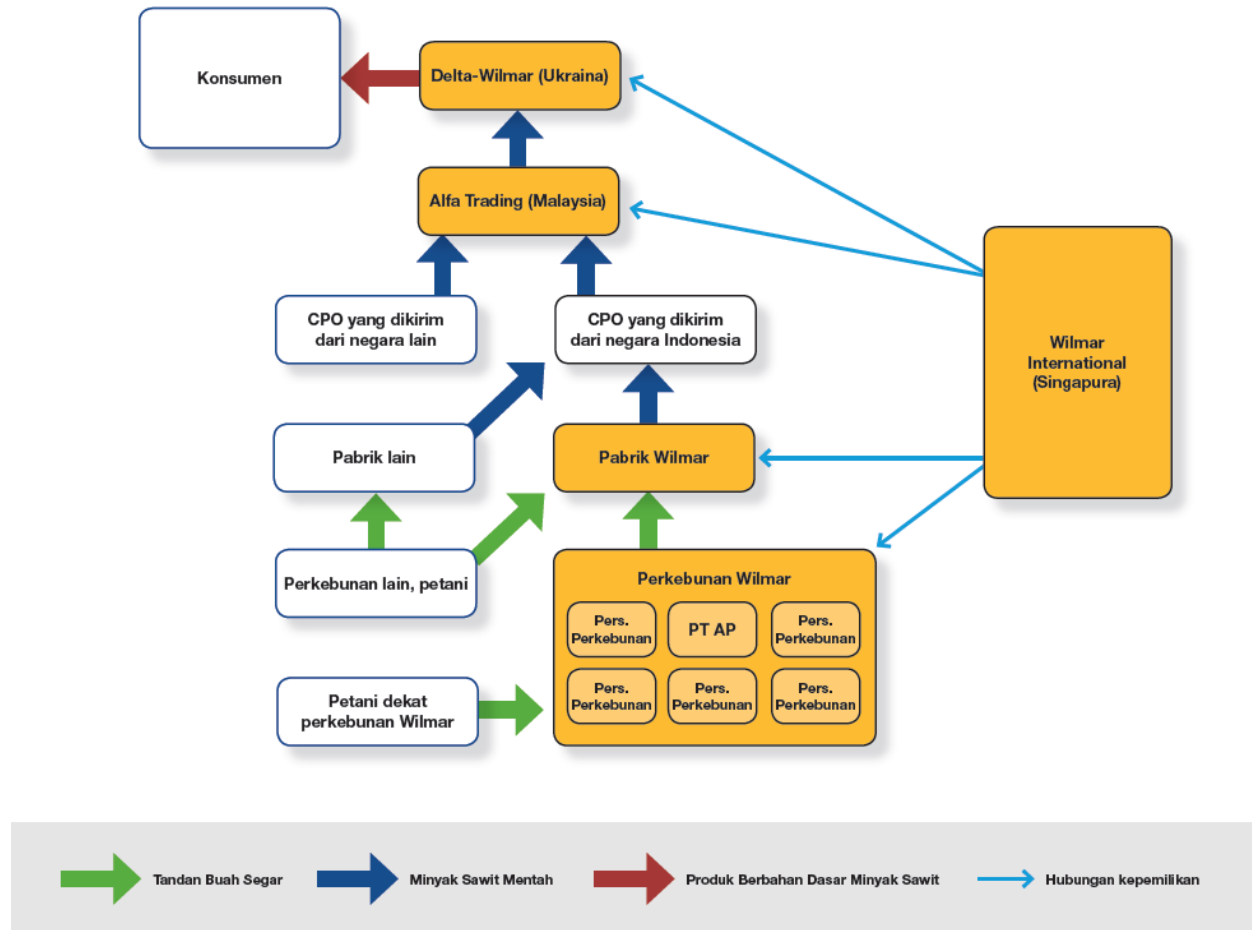 Konsumen
Delta-Wilmar (Ukraina)
Alfa Trading (Malaysia)
CPO yang dikirim
dari negara lain
CPO yang dikirim
dari negara Indonesia
Wilmar
International
(Singapura)
Pabrik lain
Pabrik Wilmar
Perkebunan lain, petani
Perkebunan Wilmar
Pers.
Perkebunan
PT AP
Pers.
Perkebunan
Pers.
Perkebunan
Pers.
Perkebunan
Pers.
Perkebunan
Petani dekat
perkebunan Wilmar
Tandan Buah Segar
Minyak Sawit Mentah
Produk Berbahan Dasar Minyak Sawit
Hubungan kepemilikan